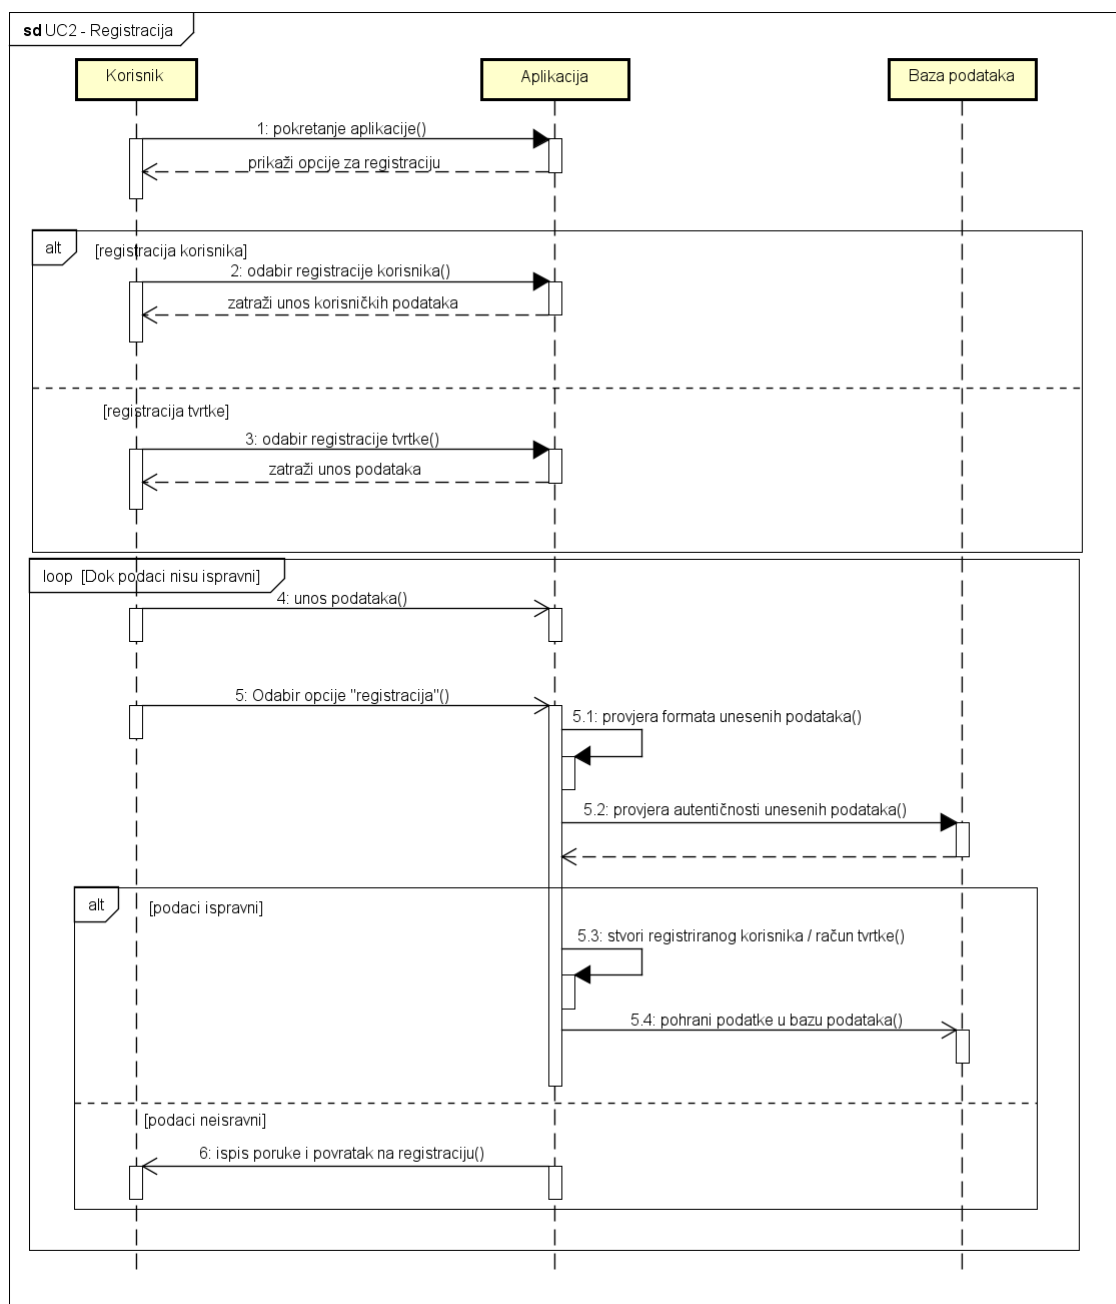 sd UC2 - Registracija
Korisnik
Aplikacija
Baza podataka
1: pokretanje aplikacije()
prikaži opcije za registraciju
alt
[registracija korisnika]
2: odabir registracije korisnika()
zatraži unos korisničkih podataka
[registracija tvrtke]
3: odabir registracije tvrtke()
zatraži unos podataka
loop [Dok podaci nisu ispravni]
4: unos podataka()
5: Odabir opcije "registracija"()
5.1: provjera formata unesenih podataka()
5.2: provjera autentičnosti unesenih podataka()
alt
[podaci ispravni]
5.3: stvori registriranog korisnika / račun tvrtke()
5.4: pohrani podatke u bazu podataka()
[podaci neisravni]
6: ispis poruke i povratak na registraciju()